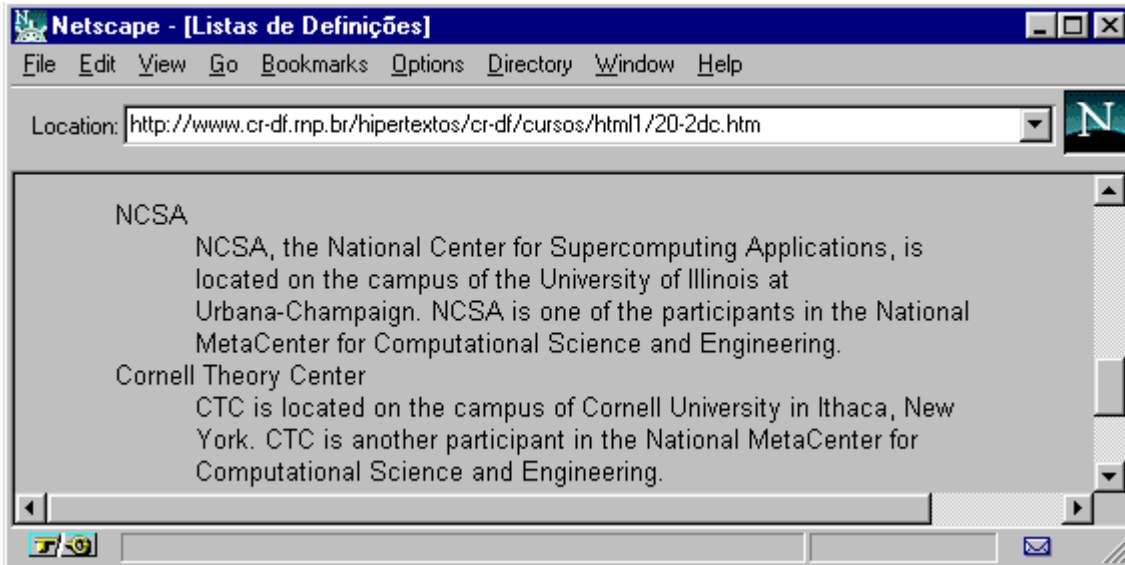 Netscape - [Listas de Definições]
File Edit View Go Bookmarks Options Directory Window Help
Location: http://www.cr-df.rnp.br/hipertextos/cr-df/cursos/html1/20-2dc.htm
N
NCSA
NCSA, the National Center for Supercomputing Applications, is
located on the campus of the University of Illinois at
Urbana-Champaign. NCSA is one of the participants in the National
MetaCenter for Computational Science and Engineering.
Cornell Theory Center
CTC is located on the campus of Cornell University in Ithaca, New
York. CTC is another participant in the National MetaCenter for
Computational Science and Engineering.